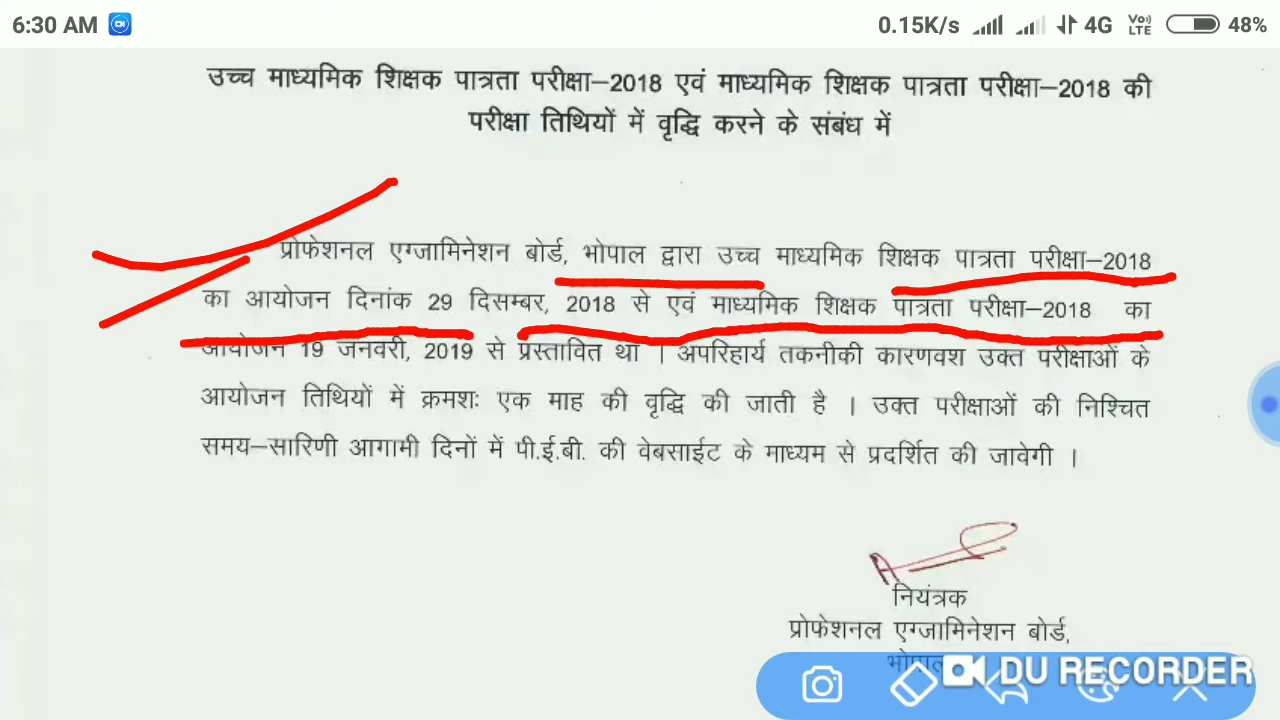 6:30 AM 0.15K/s 4G Vo) LTE 48%
उच्च माध्यमिक शिक्षक पात्रता परीक्षा–2018 एवं माध्यमिक शिक्षक पात्रता परीक्षा–2018 की
परीक्षा तिथियों में वृद्धि करने के संबंध में
प्रोफेशनल एग्जामिनेशन बोर्ड, भोपाल द्वारा उच्च माध्यमिक शिक्षक पात्रता परीक्षा–2018
का आयोजन दिनांक 29 दिसम्बर, 2018 से एवं माध्यमिक शिक्षक पात्रता परीक्षा–2018 का
आयोजन 19 जनवरी, 2019 से प्रस्तावित था । अपरिहार्य तकनीकी कारणवश उक्त परीक्षाओं के
आयोजन तिथियों में क्रमशः एक माह की वृद्धि की जाती है । उक्त परीक्षाओं की निश्चित
समय–सारिणी आगामी दिनों में पी.ई.बी. की वेबसाईट के माध्यम से प्रदर्शित की जावेगी ।
नियंत्रक
प्रोफेशनल एग्जामिनेशन बोर्ड,
भोपाल
DU RECORDER